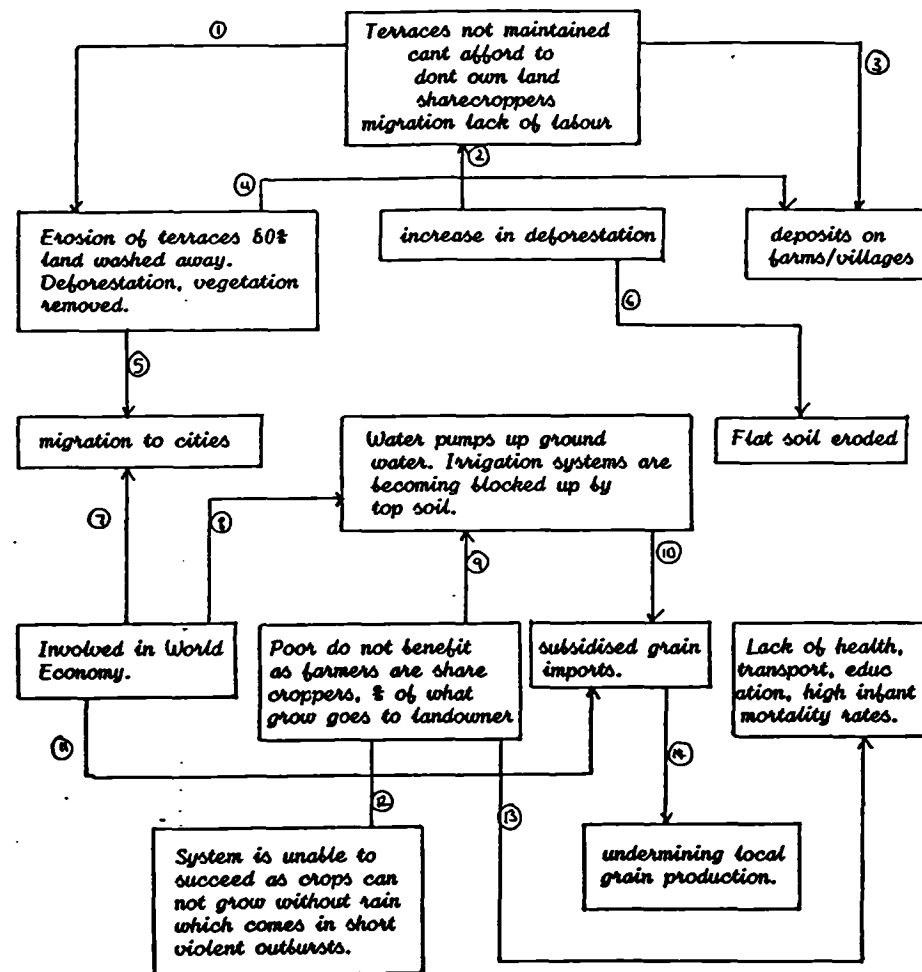 ①
Terraces not maintained
cant afford to
dont own land
sharecroppers
migration lack of labour
③
②
④
Erosion of terraces 60%
land washed away.
Deforestation, vegetation
removed.
increase in deforestation
deposits on
farms/villages
⑥
⑤
migration to cities
Water pumps up ground
water. Irrigation systems are
becoming blocked up by
top soil.
Flat soil eroded
⑦
⑧
⑨
⑩
Involved in World
Economy.
Poor do not benefit
as farmers are share
croppers, % of what
grow goes to landowner
subsidised grain
imports.
Lack of health,
transport, educ
ation, high infant
mortality rates.
⑪
⑫
⑬
⑭
System is unable to
succeed as crops can
not grow without rain
which comes in short
violent outbursts.
undermining local
grain production.